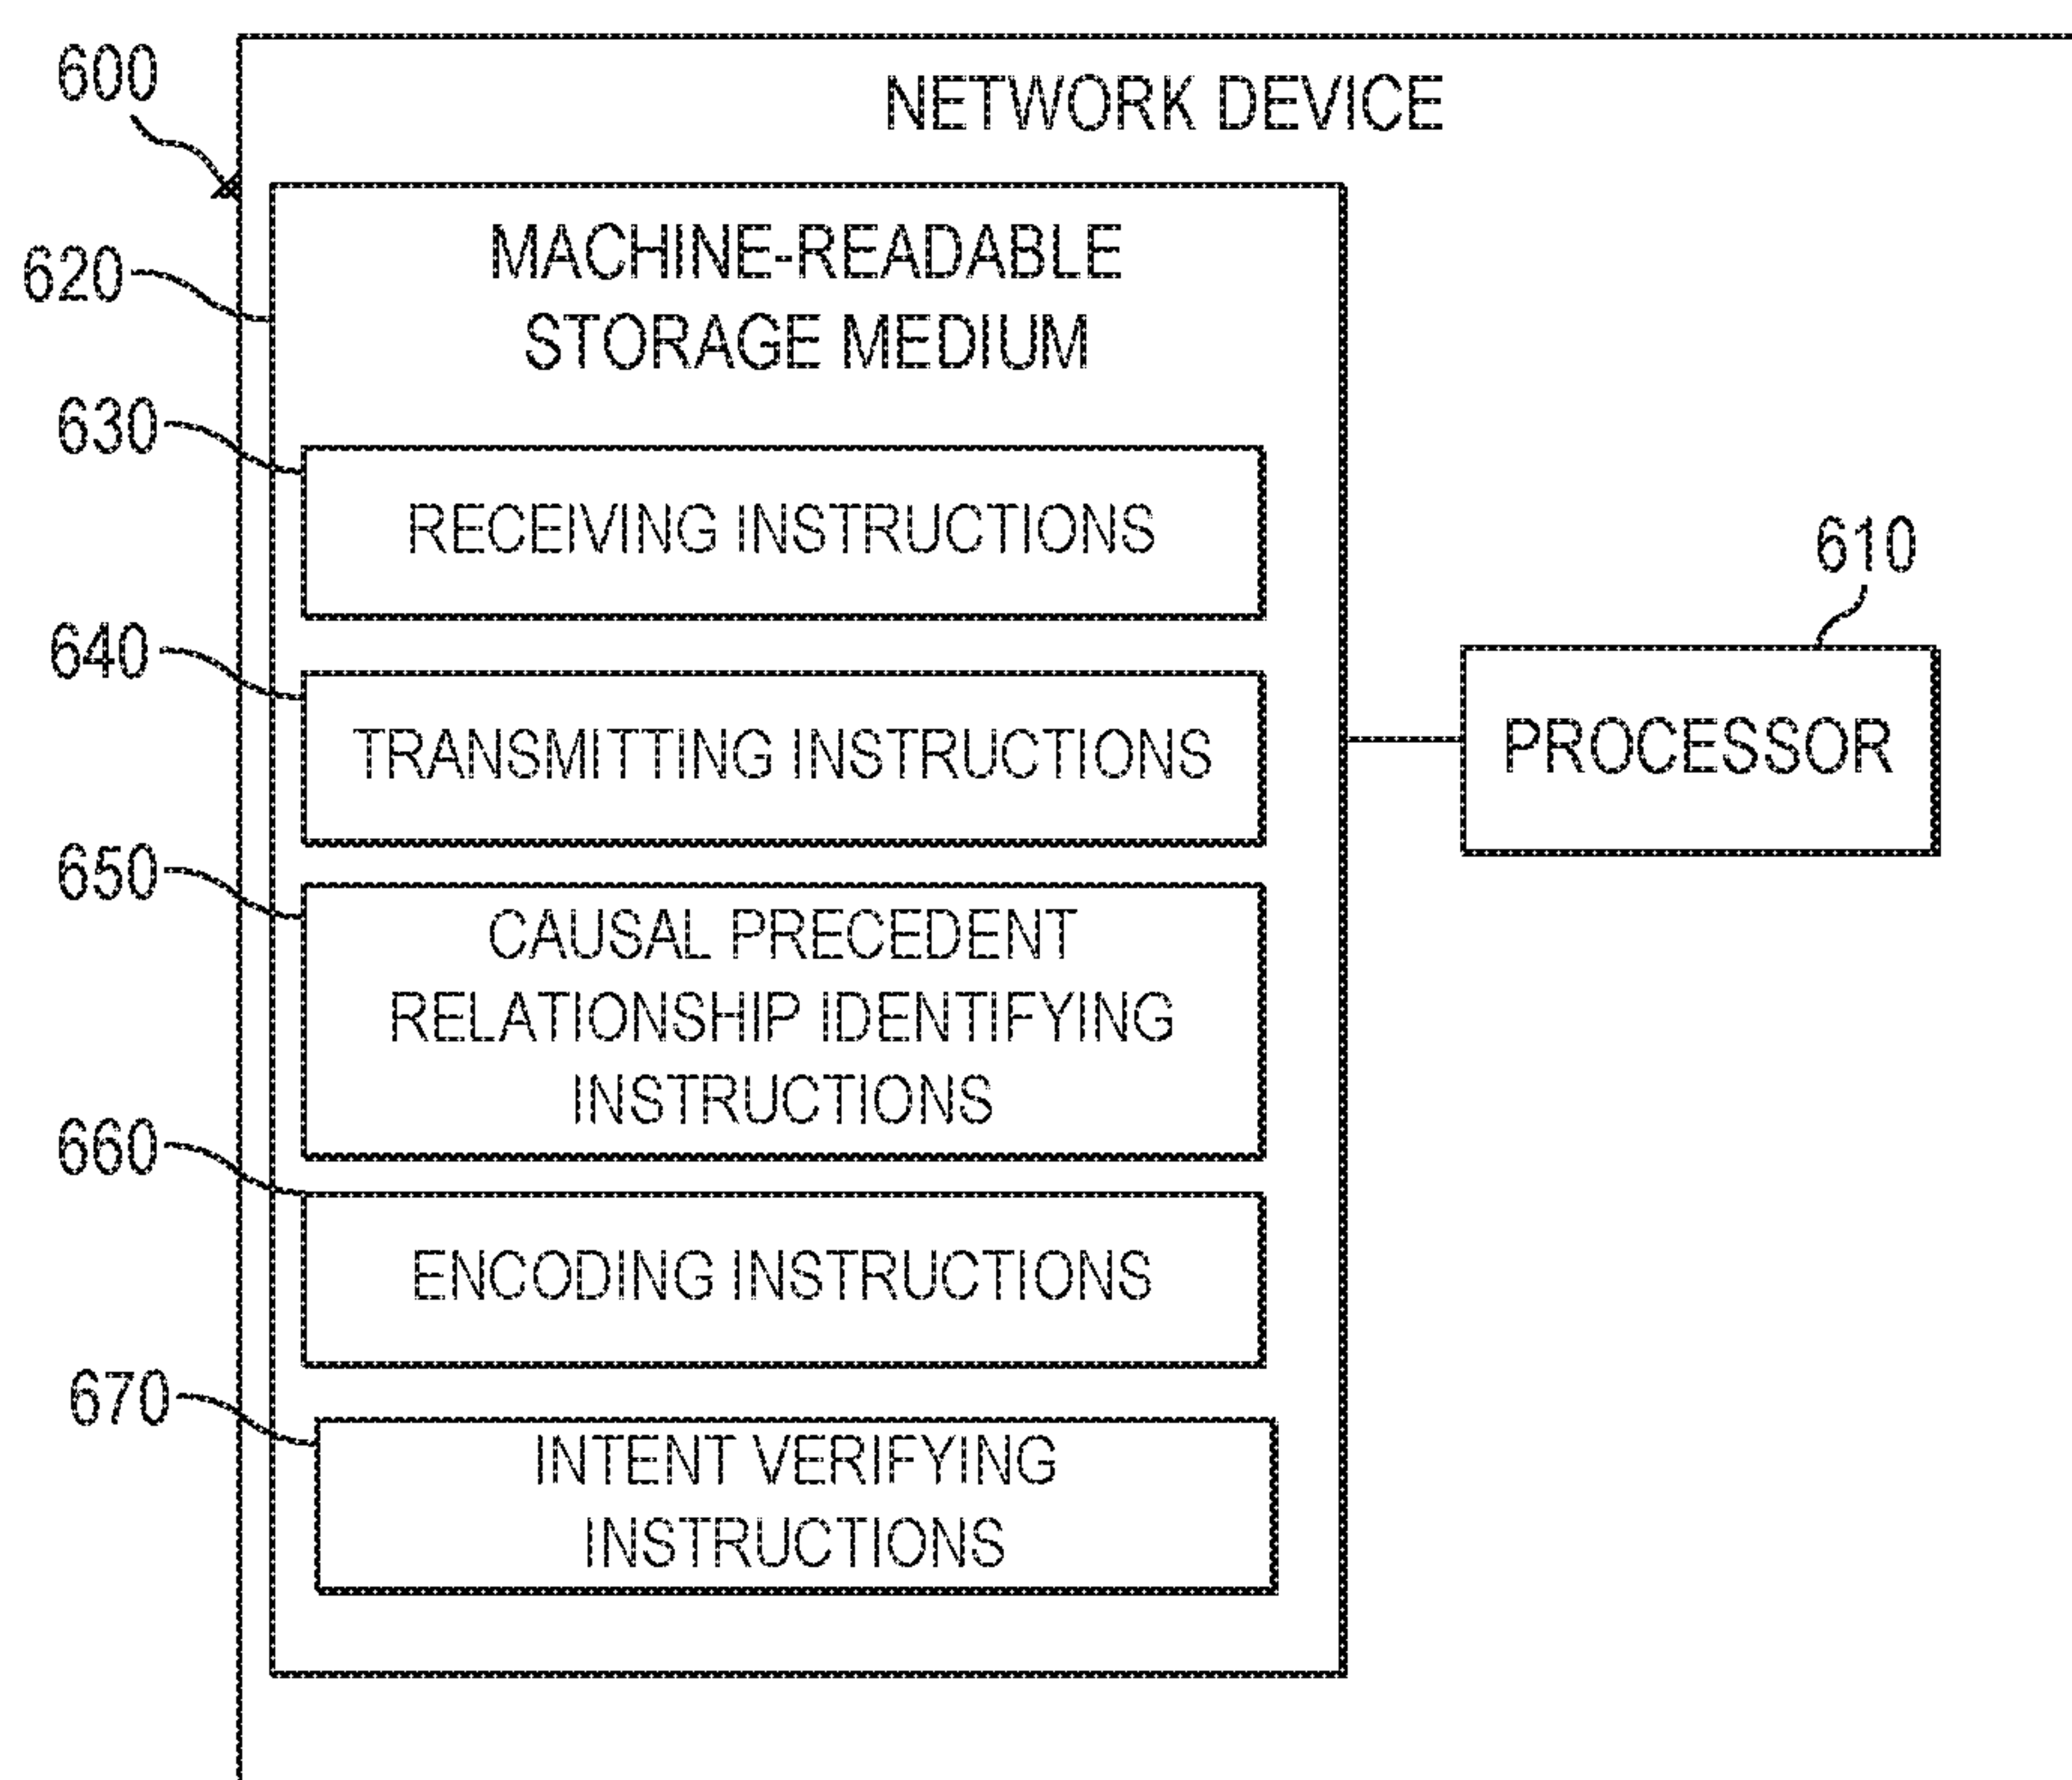 600
NETWORK DEVICE
620
MACHINE-READABLE
STORAGE MEDIUM
630
RECEIVING INSTRUCTIONS
610
PROCESSOR
640
TRANSMITTING INSTRUCTIONS
650
CAUSAL PRECEDENT
RELATIONSHIP IDENTIFYING
INSTRUCTIONS
660
ENCODING INSTRUCTIONS
670
INTENT VERIFYING
INSTRUCTIONS